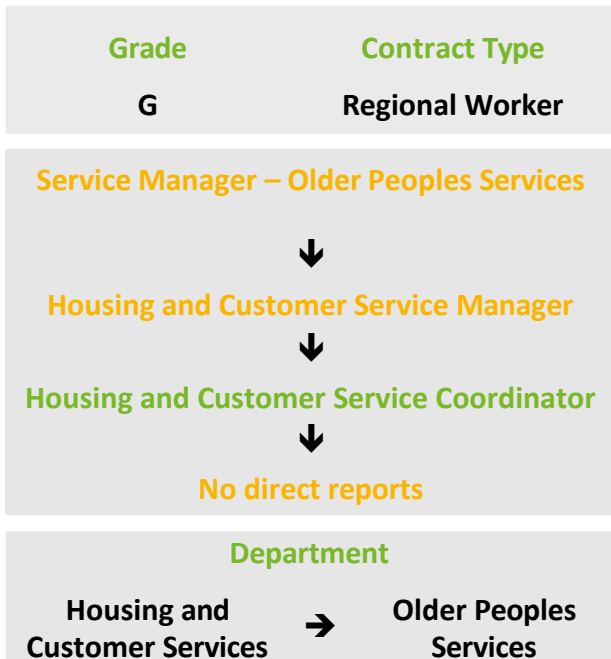 Grade Contract Type
G Regional Worker
Service Manager – Older Peoples Services
🡫
Housing and Customer Service Manager
🡫
Housing and Customer Service Coordinator
🡫
No direct reports
Department
Housing and Customer Services 🡪 Older Peoples Services